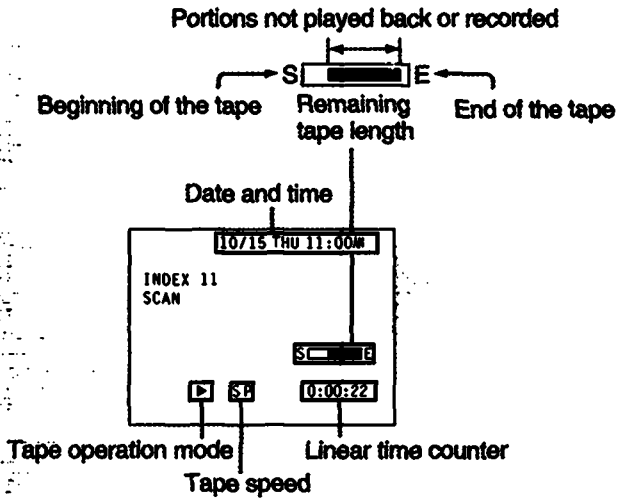 Portions not played back or recorded
S E
Beginning of the tape
Remaining
tape length
End of the tape
Date and time
10/15 THU 11:00AM
INDEX 11
SCAN
S E
SP 0:00:22
Tape operation mode
Linear time counter
Tape speed